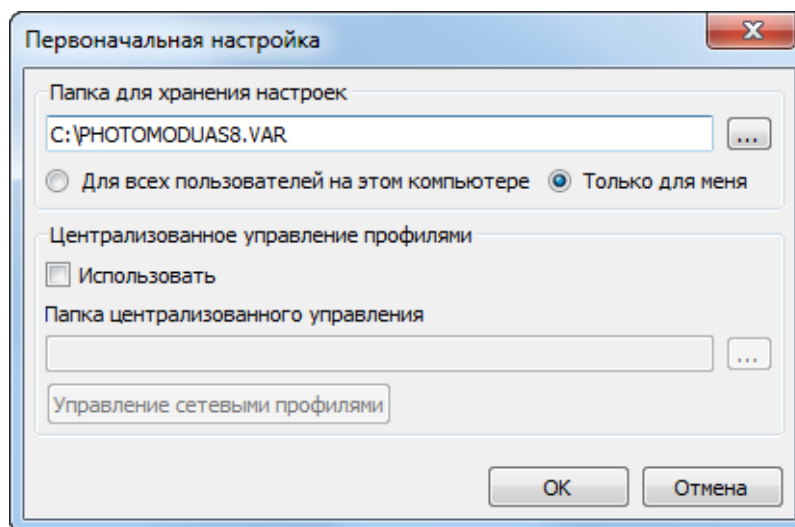 Первоначальная настройка
Папка для хранения настроек
C:\PHOTOMODUAS8.VAR
...
Для всех пользователей на этом компьютере Только для меня
Централизованное управление профилями
Использовать
Папка централизованного управления
...
Управление сетевыми профилями
OK Отмена